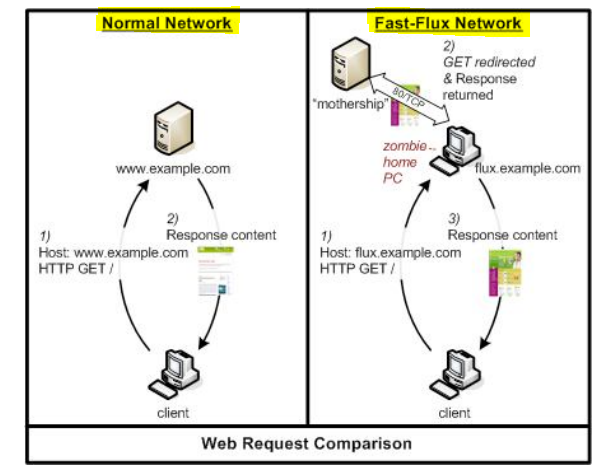 Normal Network
www.example.com
1)
Host: www.example.com
HTTP GET /
2)
Response content
client
Fast-Flux Network
"mothership"
80/TCP
2)
GET redirected
& Response
returned
zombie
home
PC
flux.example.com
1)
Host: flux.example.com
HTTP GET /
3)
Response content
client
Web Request Comparison